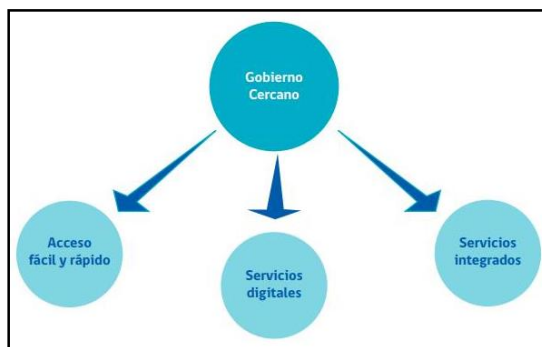 Gobierno
Cercano
Acceso
fácil y rápido
Servicios
digitales
Servicios
integrados